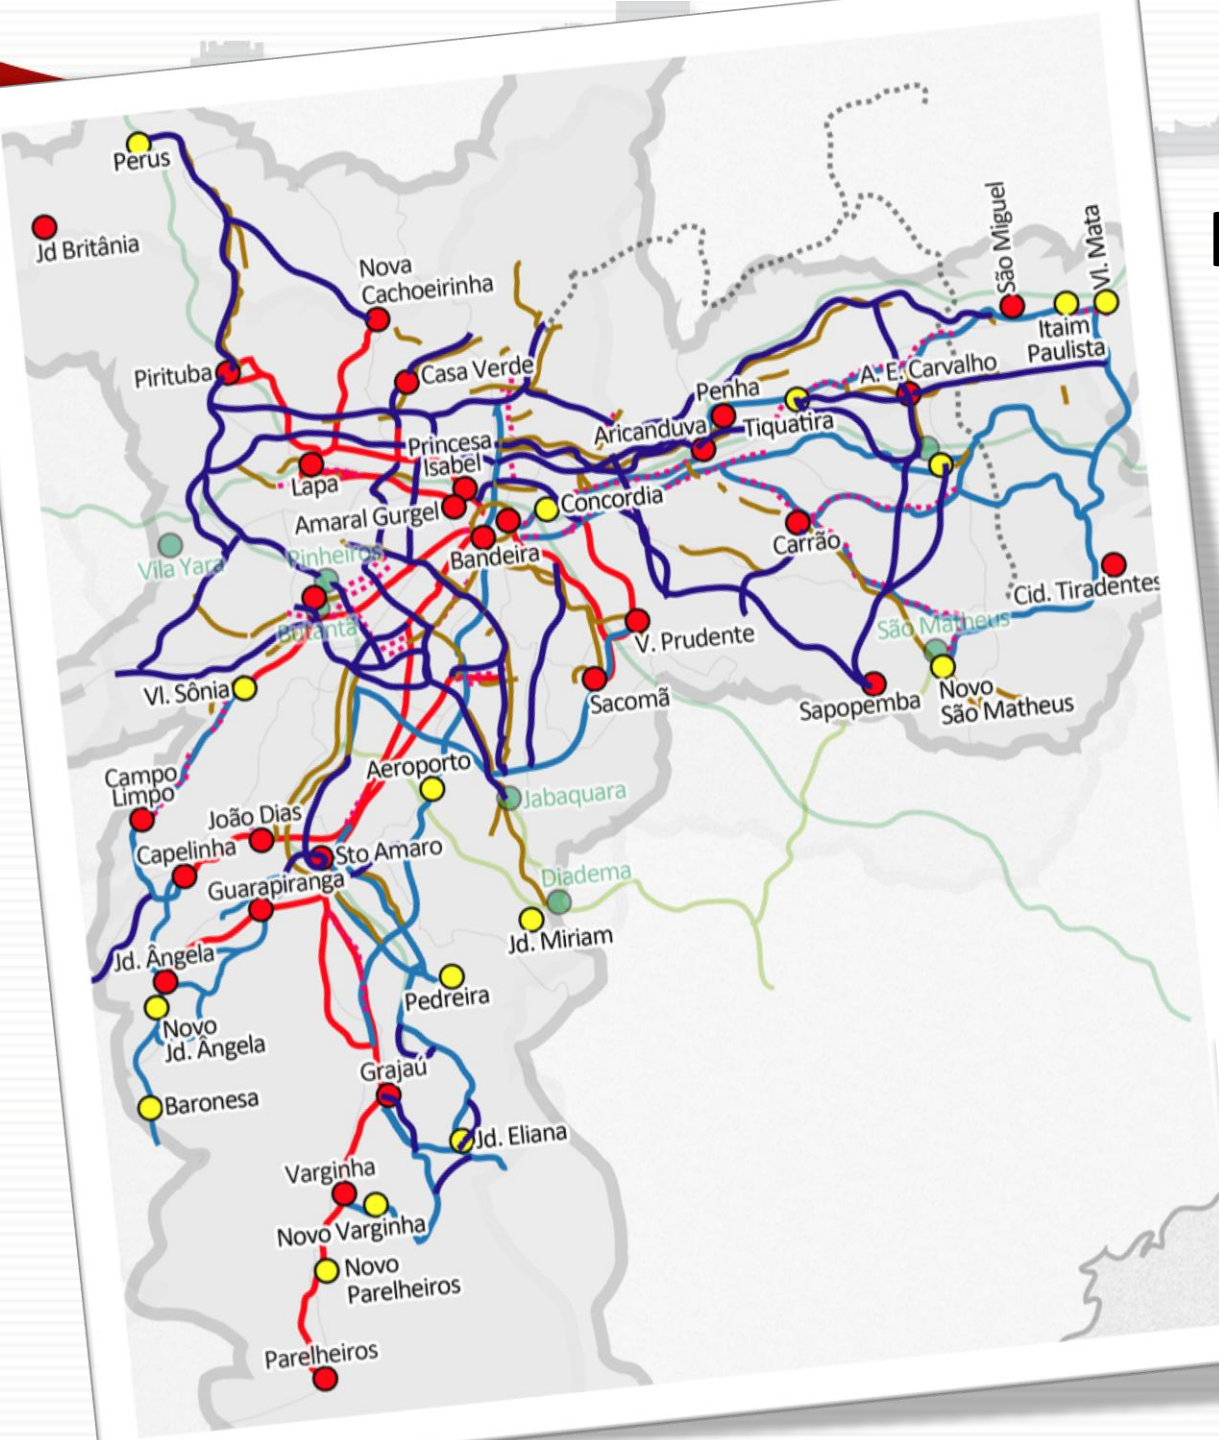 Perus
Jd Britânia
Nova
Cachoeirinha
São Miguel
Vl. Mata
Itaim
Paulista
Pirituba
Casa Verde
Penha
A. E. Carvalho
Princesa
Isabel
Aricanduva
Tiquatira
Lapa
Concordia
Amaral Gurgel
Bandeira
Carrão
Vila Yara
Pinheiros
Cid. Tiradentes
Butantã
V. Prudente
São Matheus
Vl. Sônia
Sacomã
Sapopemba
Novo
São Matheus
Campo
Limpo
Aeroporto
Jabaquara
João Dias
Capelinha
Sto Amaro
Guarapiranga
Diadema
Jd. Miriam
Jd. Ângela
Pedreira
Novo
Jd. Ângela
Grajaú
Baronesa
Jd. Eliana
Varginha
Novo Varginha
Novo
Parelheiros
Parelheiros